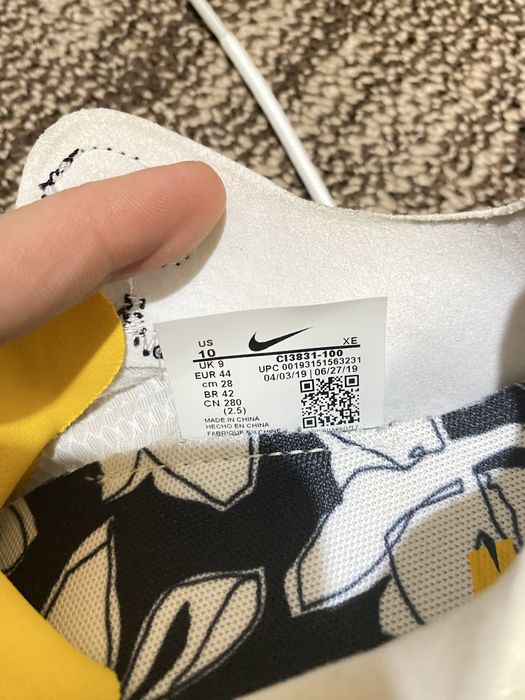 US
10
XE
UK 9
EUR 44
cm 28
BR 42
CN 280
(2.5)
CI3831-100
UPC 00193151563231
04/03/19 | 06/27/19
MADE IN CHINA
HECHO EN CHINA
FABRIQUÉ EN CHINE